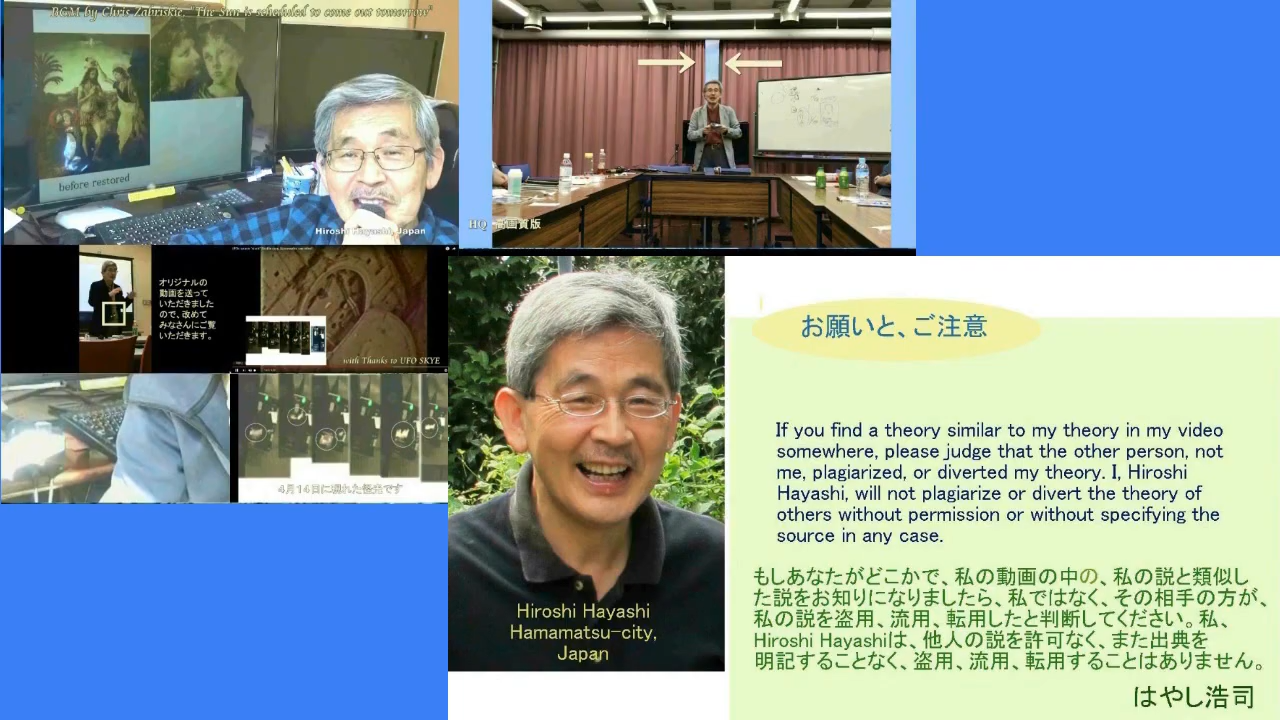 BGM by Chris Zabriskie, "The Sun is scheduled to come out tomorrow"
before restored
Hiroshi Hayashi, Japan
HQ 高画質版
オリジナルの
動画を送って
いただきました
ので、改めて
みなさんにご覧
いただきます。
with Thanks to UFO SKYE
4月14日に現れた
です
Hiroshi Hayashi
Hamamatsu-city,
Japan
お願いと、ご注意
If you find a theory similar to my theory in my video
somewhere, please judge that the other person, not
me, plagiarized, or diverted my theory. I, Hiroshi
Hayashi, will not plagiarize or divert the theory of
others without permission or without specifying the
source in any case.
もしあなたがどこかで、私の動画の中の、私の説と類似し
た説をお知りになりましたら、私ではなく、その相手の方が、
私の説を盗用、流用、転用したと判断してください。私、
Hiroshi Hayashiは、他人の説を許可なく、また出典を
明記することなく、盗用、流用、転用することはありません。
はやし浩司